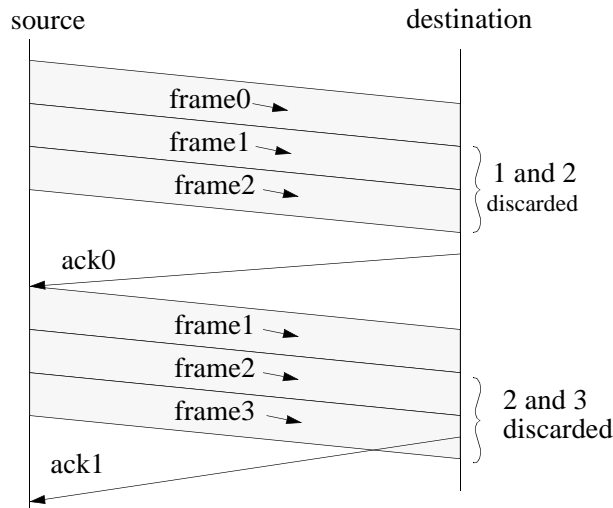 source
destination
frame0
frame1
frame2
1 and 2
discarded
ack0
frame1
frame2
frame3
2 and 3
discarded
ack1